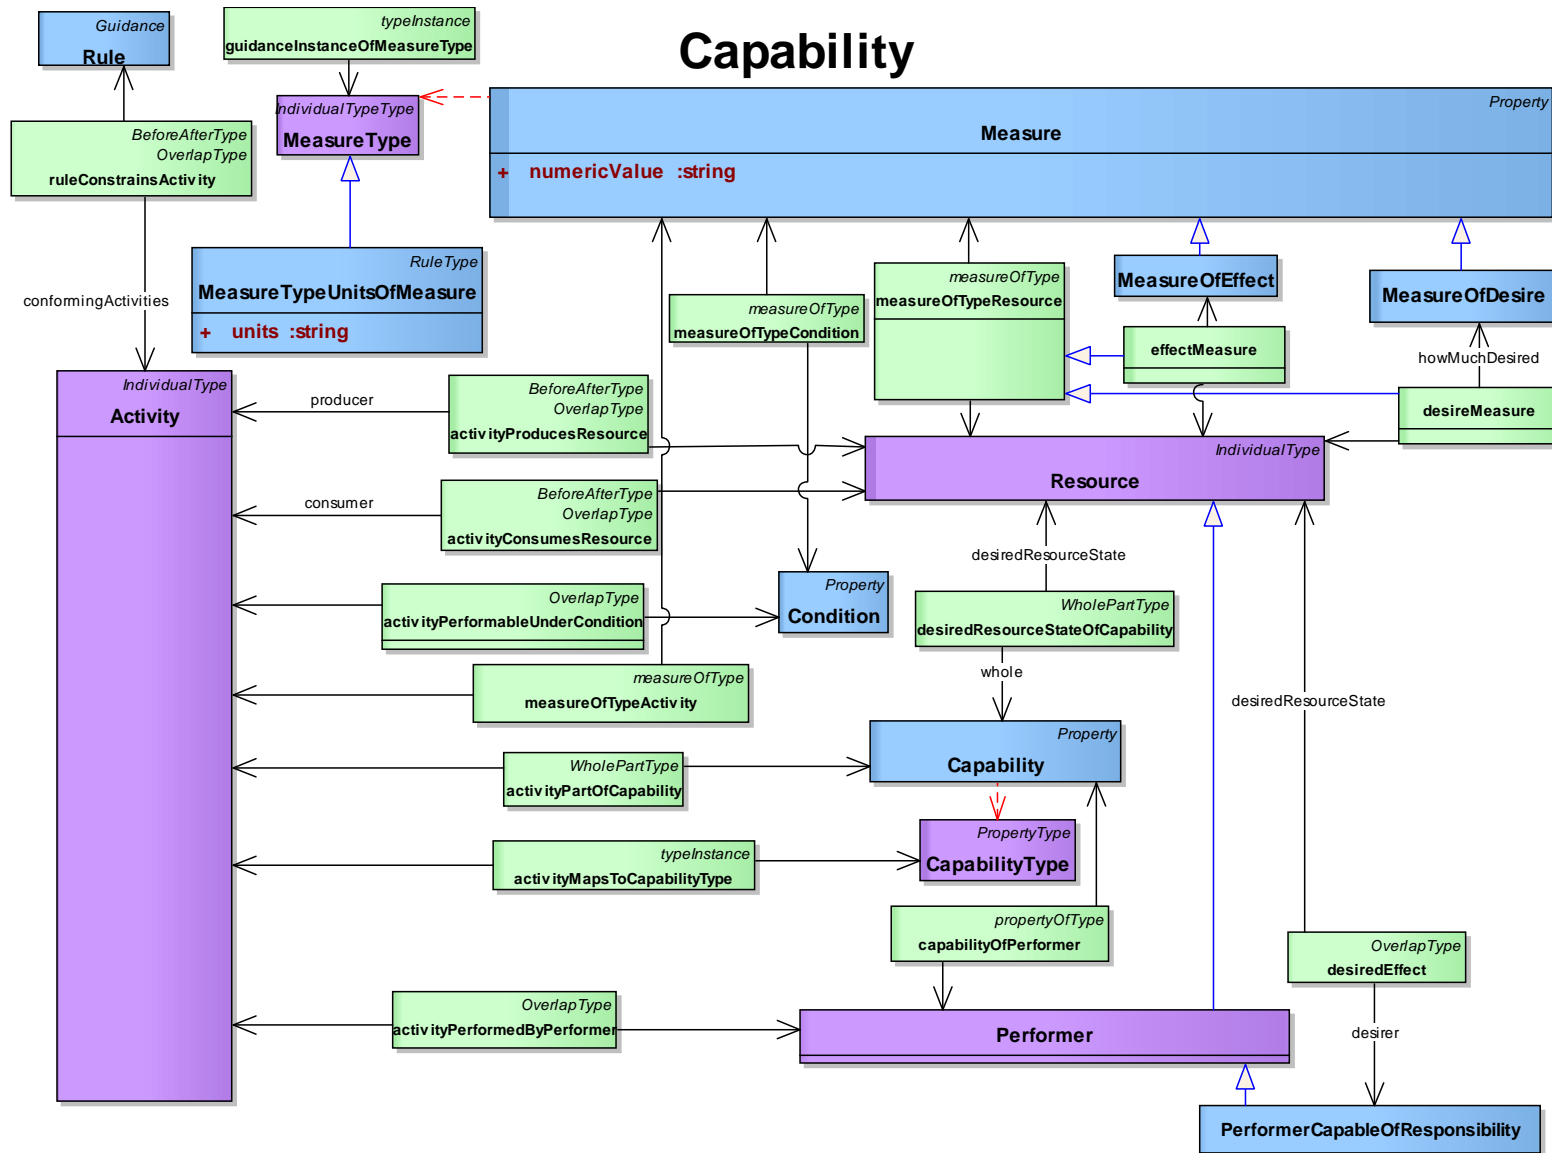 Capability
Guidance
Rule
typeInstance
guidanceInstanceOfMeasureType
IndividualTypeType
MeasureType
Property
Measure
+ numericValue :string
BeforeAfterType
OverlapType
ruleConstrainsActivity
RuleType
MeasureTypeUnitsOfMeasure
+ units :string
conformingActivities
measureOfType
measureOfTypeCondition
measureOfType
measureOfTypeResource
MeasureOfEffect
MeasureOfDesire
effectMeasure
howMuchDesired
desireMeasure
IndividualType
Activity
producer
BeforeAfterType
OverlapType
activityProducesResource
IndividualType
Resource
consumer
BeforeAfterType
OverlapType
activityConsumesResource
desiredResourceState
OverlapType
activityPerformableUnderCondition
Property
Condition
WholePartType
desiredResourceStateOfCapability
whole
measureOfType
measureOfTypeActivity
desiredResourceState
WholePartType
activityPartOfCapability
Property
Capability
typeInstance
activityMapsToCapabilityType
PropertyType
CapabilityType
propertyOfType
capabilityOfPerformer
OverlapType
desiredEffect
OverlapType
activityPerformedByPerformer
Performer
desirer
PerformerCapableOfResponsibility